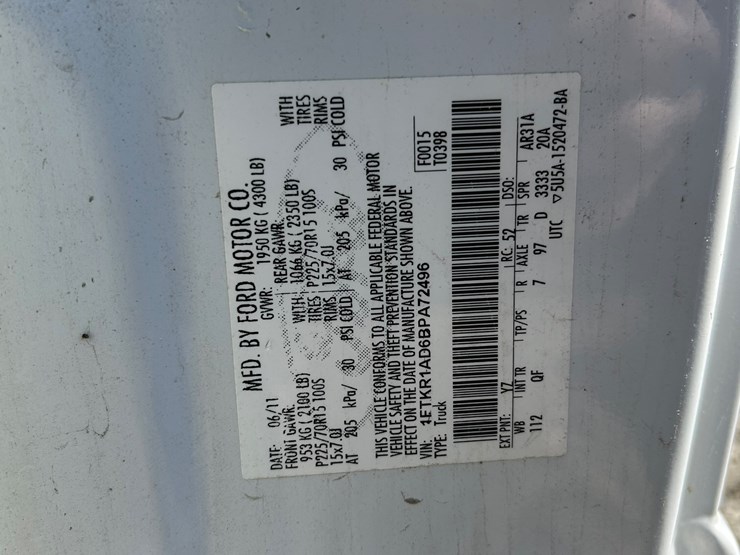 MFD. BY FORD MOTOR CO.
DATE: 06/11 GVWR: 1950 KG ( 4300 LB)
FRONT GAWR: REAR GAWR:
953 KG ( 2100 LB) WITH 1066 KG ( 2350 LB) WITH
P225/70R15 100S TIRES P225/70R15 100S TIRES
15x7.0J RIMS 15x7.0J RIMS
AT 205 kPa/ 30 PSI COLD AT 205 kPa/ 30 PSI COLD
THIS VEHICLE CONFORMS TO ALL APPLICABLE FEDERAL MOTOR
VEHICLE SAFETY AND THEFT PREVENTION STANDARDS IN
EFFECT ON THE DATE OF MANUFACTURE SHOWN ABOVE.
VIN: 1FTKR1AD6BPA72496 F0015
TYPE: Truck T0398
EXT PNT: YZ RC: 52 DSO:
WB INT TR TP/PS R AXLE TR SPR AR31A
112 QF 7 97 D 3333 20A
UTC ▽5U5A-1520472-BA